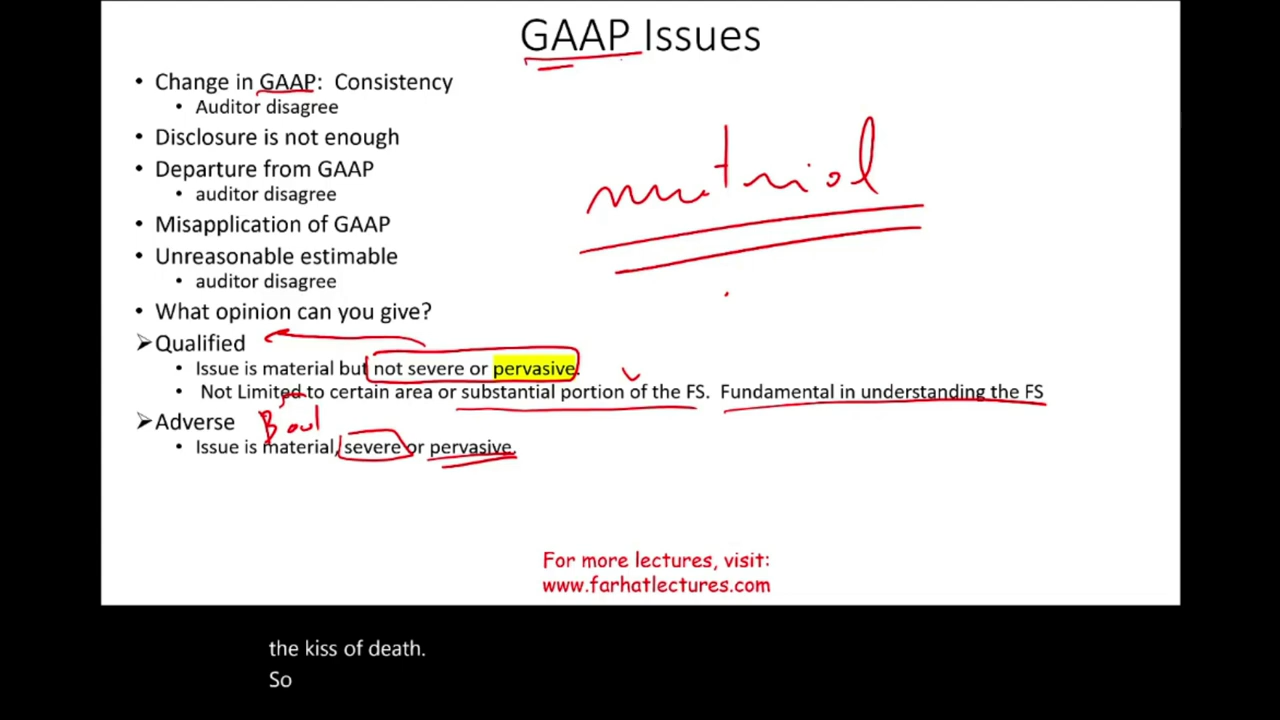 GAAP Issues
• Change in GAAP: Consistency
• Auditor disagree
• Disclosure is not enough
• Departure from GAAP
• auditor disagree
• Misapplication of GAAP
• Unreasonable estimable
• auditor disagree
• What opinion can you give?
➢Qualified
• Issue is material but not severe or pervasive.
• Not Limited to certain area or substantial portion of the FS. Fundamental in understanding the FS
➢Adverse
• Issue is material, severe or pervasive.
For more lectures, visit:
www.farhatlectures.com
the kiss of death.
So